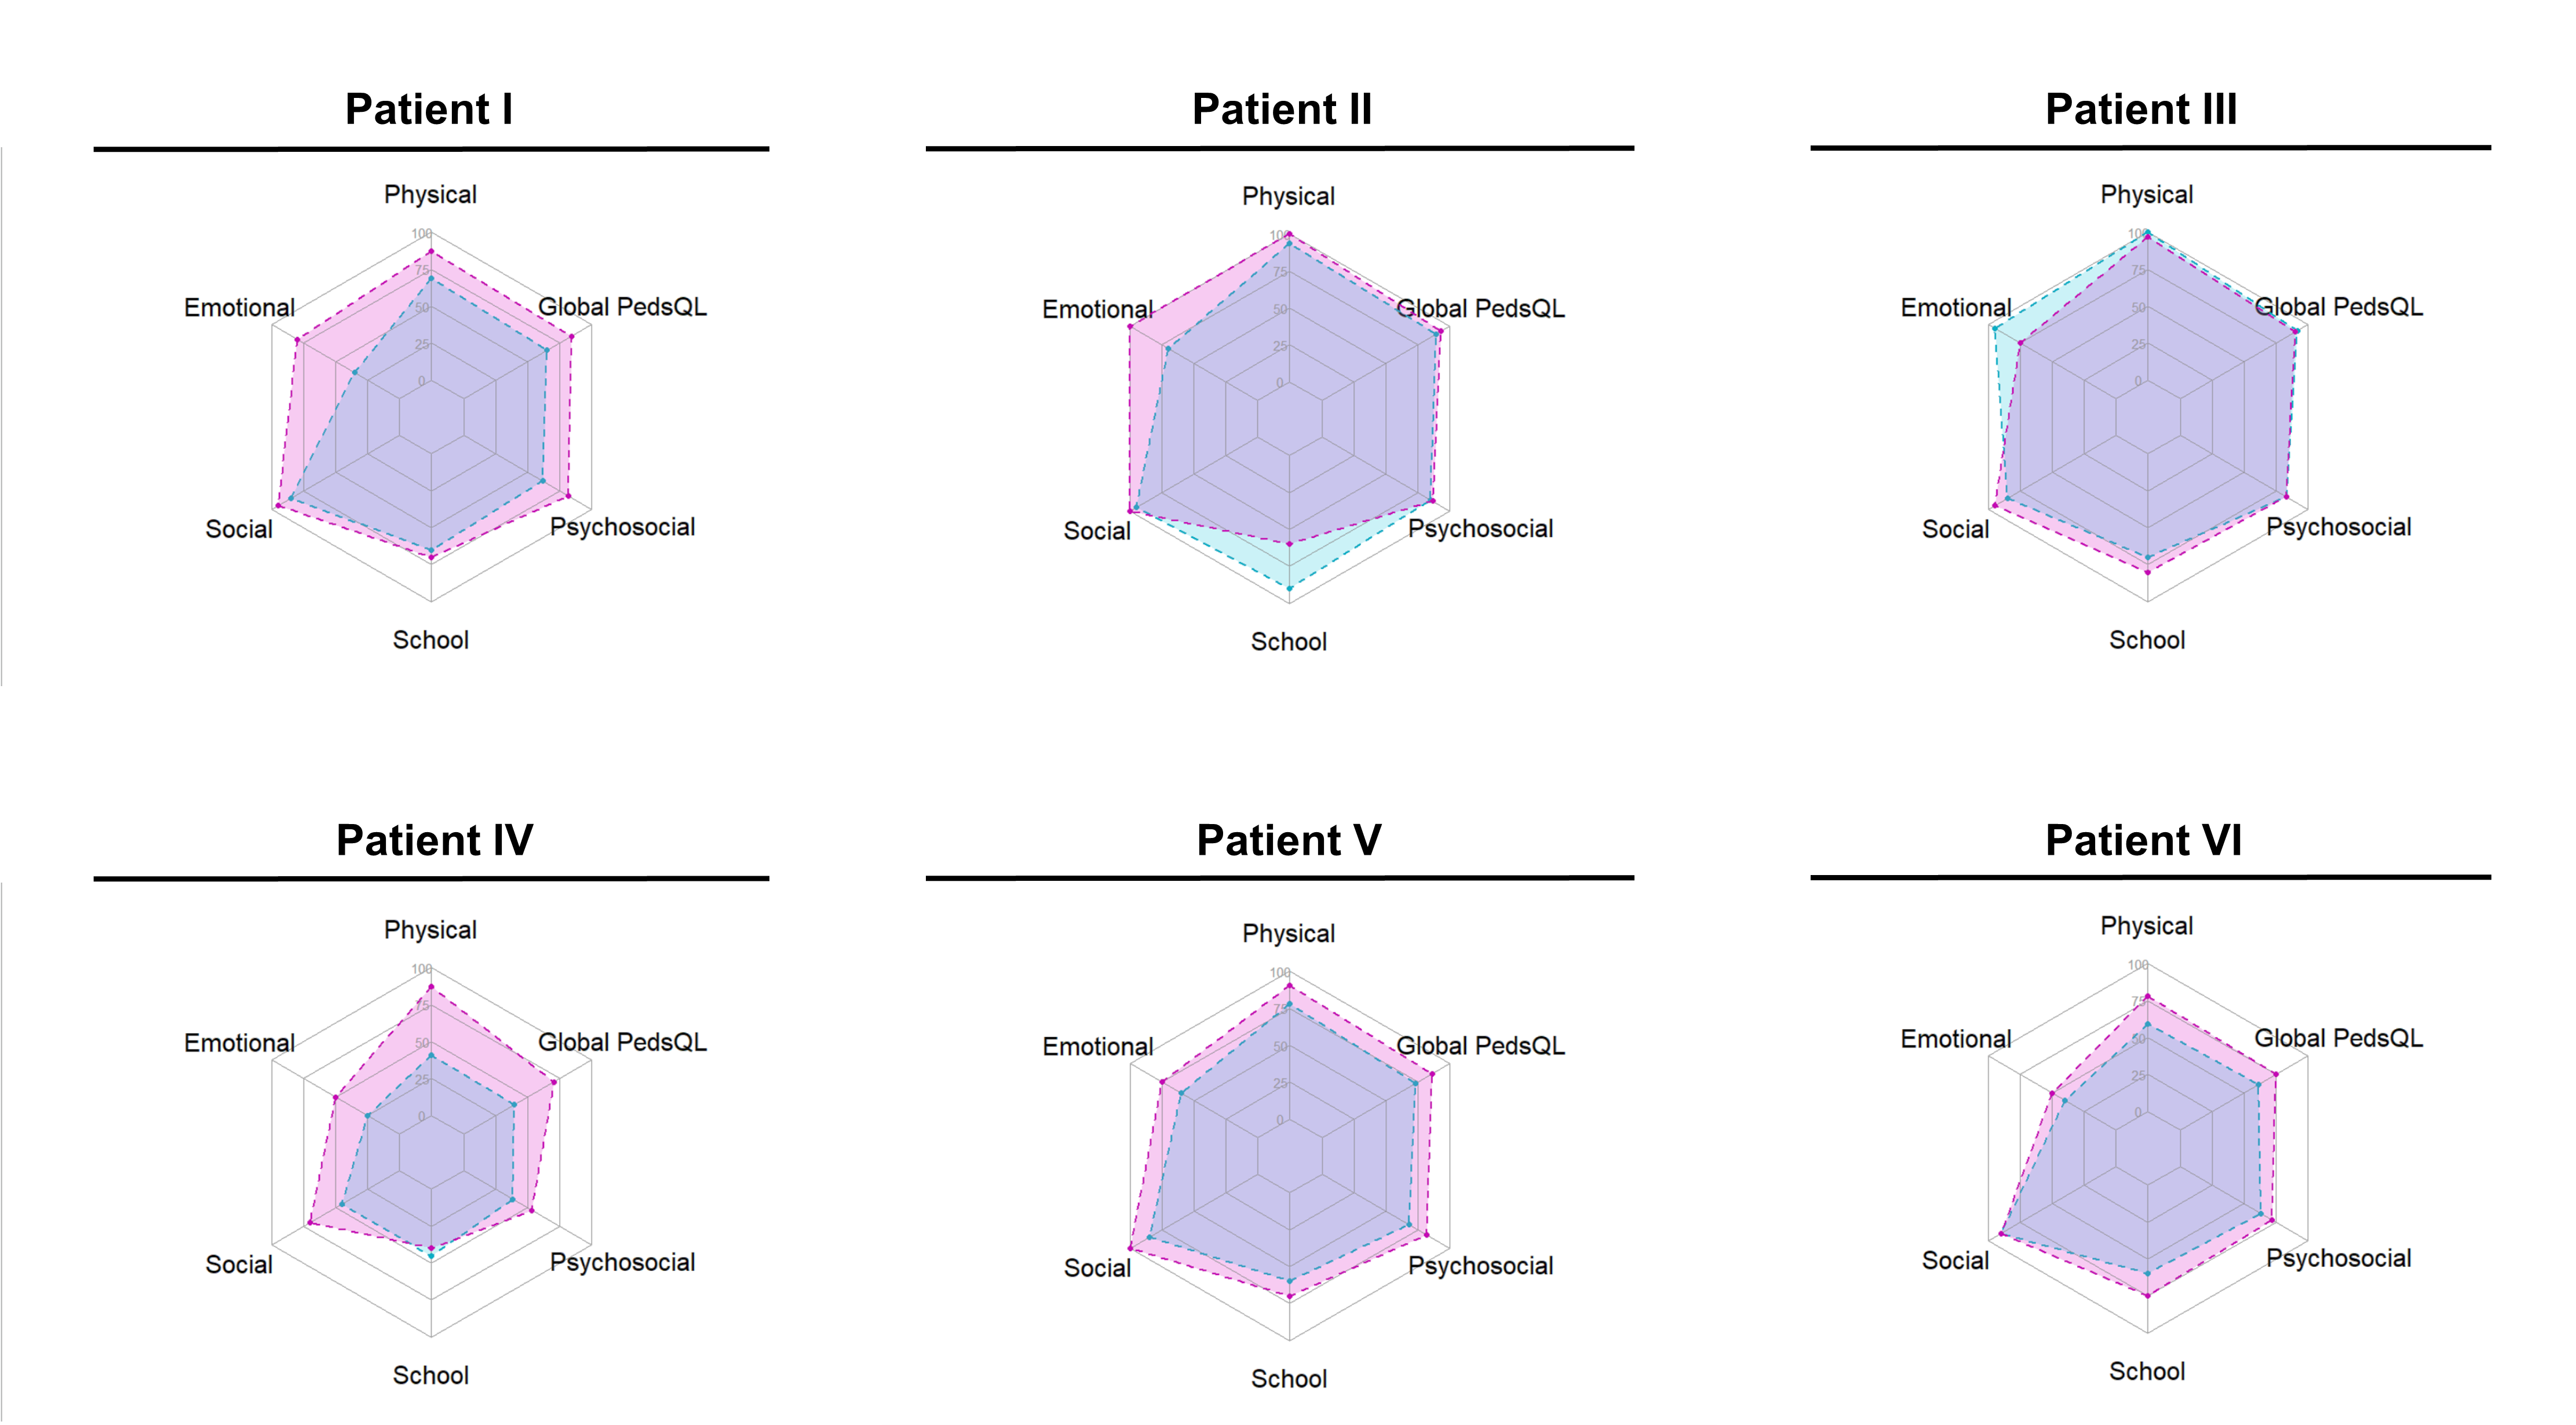 Patient I
Patient II
Patient III
Physical
100
75
50
25
0
Emotional
Global PedsQL
Social
Psychosocial
School
Physical
100
75
50
25
0
Emotional
Global PedsQL
Social
Psychosocial
School
Physical
100
75
50
25
0
Emotional
Global PedsQL
Social
Psychosocial
School
Patient IV
Patient V
Patient VI
Physical
100
75
50
25
0
Emotional
Global PedsQL
Social
Psychosocial
School
Physical
100
75
50
25
0
Emotional
Global PedsQL
Social
Psychosocial
School
Physical
100
75
50
25
0
Emotional
Global PedsQL
Social
Psychosocial
School